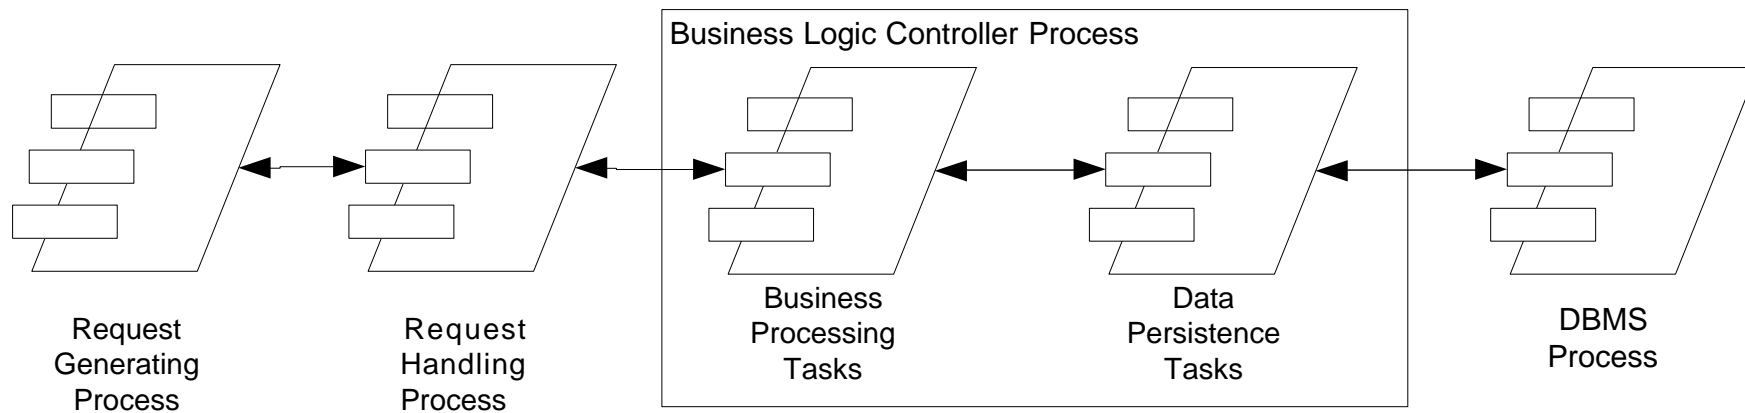 Business Logic Controller Process
Request
Generating
Process
Request
Handling
Process
Business
Processing
Tasks
Data
Persistence
Tasks
DBMS
Process